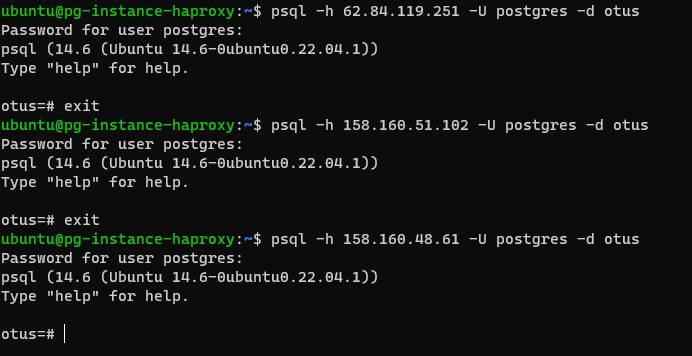 ubuntu@pg-instance-haproxy:~$ psql -h 62.84.119.251 -U postgres -d otus
Password for user postgres:
psql (14.6 (Ubuntu 14.6-0ubuntu0.22.04.1))
Type "help" for help.
otus=# exit
ubuntu@pg-instance-haproxy:~$ psql -h 158.160.51.102 -U postgres -d otus
Password for user postgres:
psql (14.6 (Ubuntu 14.6-0ubuntu0.22.04.1))
Type "help" for help.
otus=# exit
ubuntu@pg-instance-haproxy:~$ psql -h 158.160.48.61 -U postgres -d otus
Password for user postgres:
psql (14.6 (Ubuntu 14.6-0ubuntu0.22.04.1))
Type "help" for help.
otus=#